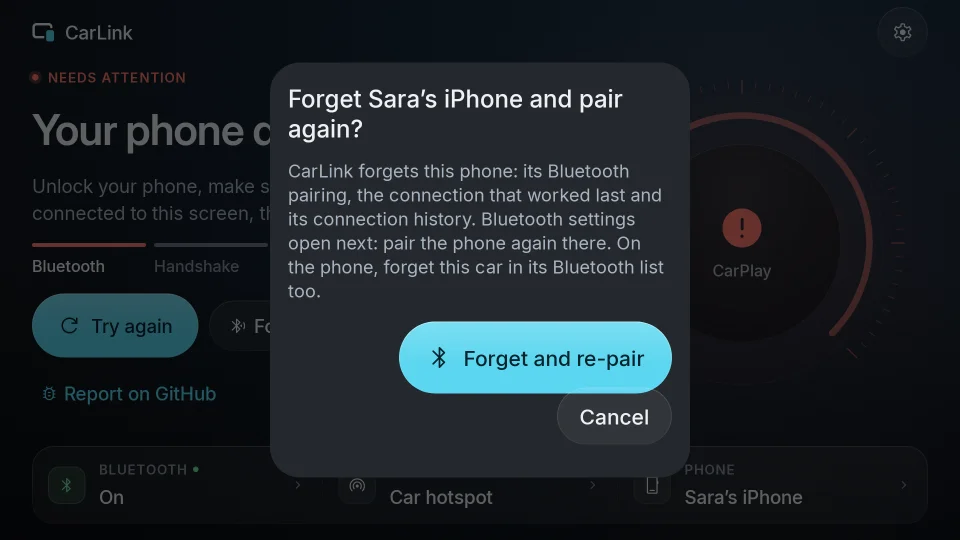 CarLink
NEEDS ATTENTION
Your phone
Unlock your phone, make
connected to this screen,
Bluetooth
Handshake
Try again
Report on GitHub
CarPlay
Forget Sara’s iPhone and pair
again?
CarLink forgets this phone: its Bluetooth
pairing, the connection that worked last and
its connection history. Bluetooth settings
open next: pair the phone again there. On
the phone, forget this car in its Bluetooth list
too.
Forget and re-pair
Cancel
BLUETOOTH
On
Car hotspot
PHONE
Sara’s iPhone